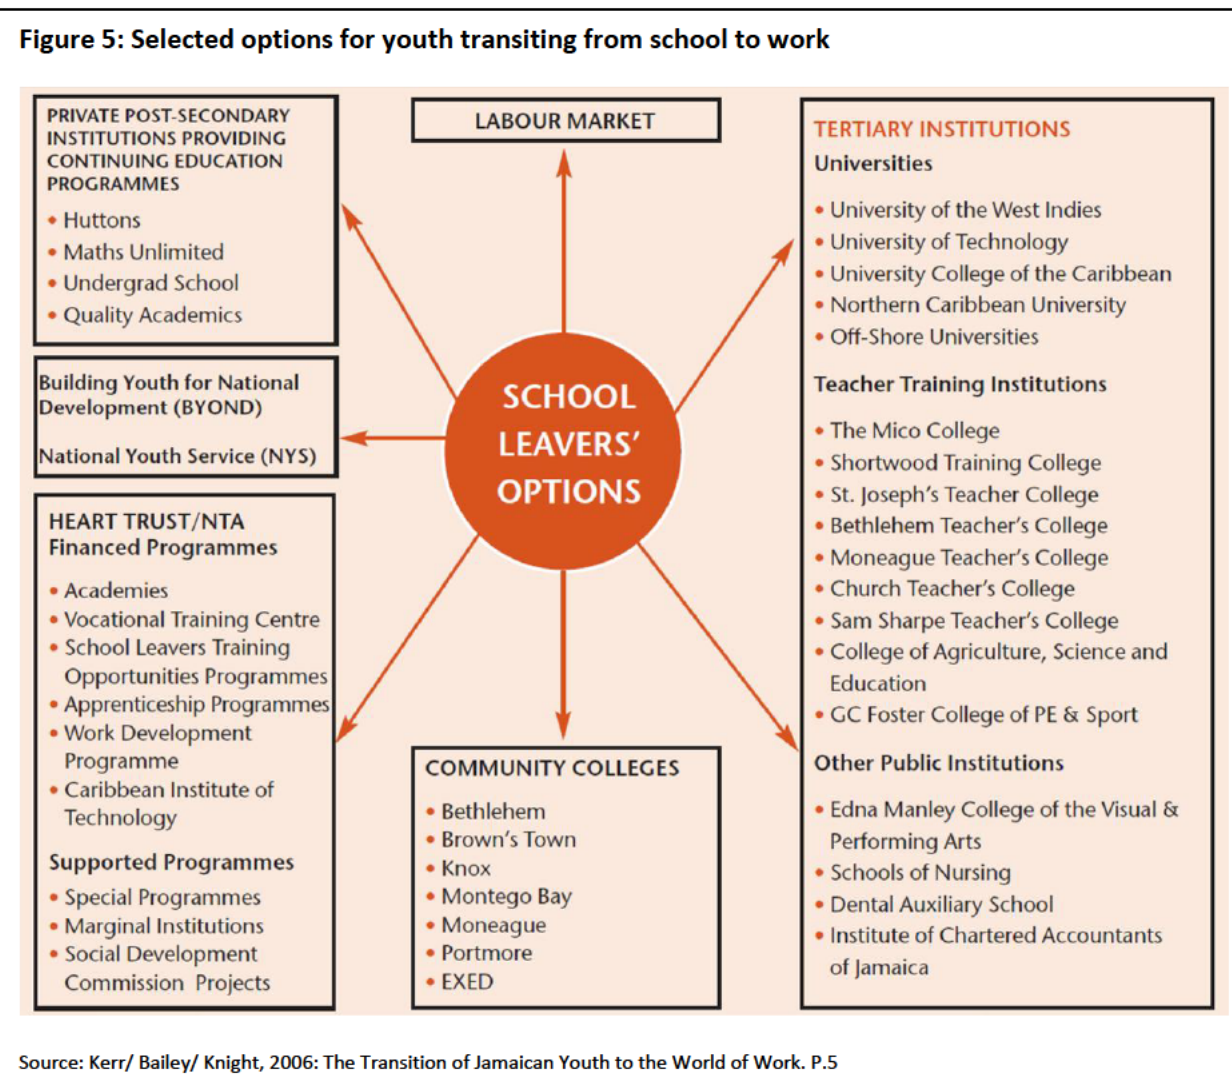 Figure 5: Selected options for youth transiting from school to work
PRIVATE POST-SECONDARY
INSTITUTIONS PROVIDING
CONTINUING EDUCATION
PROGRAMMES
• Huttons
• Maths Unlimited
• Undergrad School
• Quality Academics
Building Youth for National
Development (BYOND)
National Youth Service (NYS)
HEART TRUST/NTA
Financed Programmes
• Academies
• Vocational Training Centre
• School Leavers Training
Opportunities Programmes
• Apprenticeship Programmes
• Work Development
Programme
• Caribbean Institute of
Technology
Supported Programmes
• Special Programmes
• Marginal Institutions
• Social Development
Commission Projects
LABOUR MARKET
SCHOOL
LEAVERS’
OPTIONS
COMMUNITY COLLEGES
• Bethlehem
• Brown’s Town
• Knox
• Montego Bay
• Moneague
• Portmore
• EXED
TERTIARY INSTITUTIONS
Universities
• University of the West Indies
• University of Technology
• University College of the Caribbean
• Northern Caribbean University
• Off-Shore Universities
Teacher Training Institutions
• The Mico College
• Shortwood Training College
• St. Joseph’s Teacher College
• Bethlehem Teacher’s College
• Moneague Teacher’s College
• Church Teacher’s College
• Sam Sharpe Teacher’s College
• College of Agriculture, Science and
Education
• GC Foster College of PE & Sport
Other Public Institutions
• Edna Manley College of the Visual &
Performing Arts
• Schools of Nursing
• Dental Auxiliary School
• Institute of Chartered Accountants
of Jamaica
Source: Kerr/ Bailey/ Knight, 2006: The Transition of Jamaican Youth to the World of Work. P.5